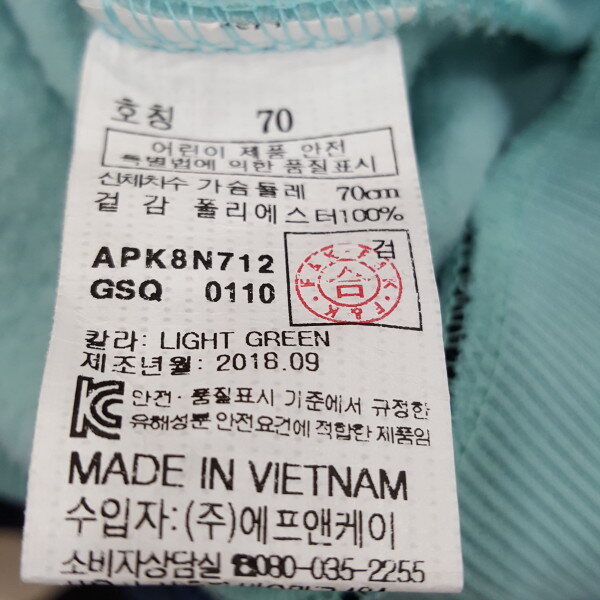 호칭 70
어린이 제품 안전
특별법에 의한 품질표시
신체치수 가슴둘레 70cm
겉감 폴리에스터100%
APK8N712
GSQ 0110
검
합
F&K F&K F&K
칼라: LIGHT GREEN
제조년월: 2018.09
KC 안전·품질표시 기준에서 규정한
유해성분 안전요건에 적합한 제품임
MADE IN VIETNAM
수입자:(주)에프앤케이
소비자상담실 ☎080-035-2255